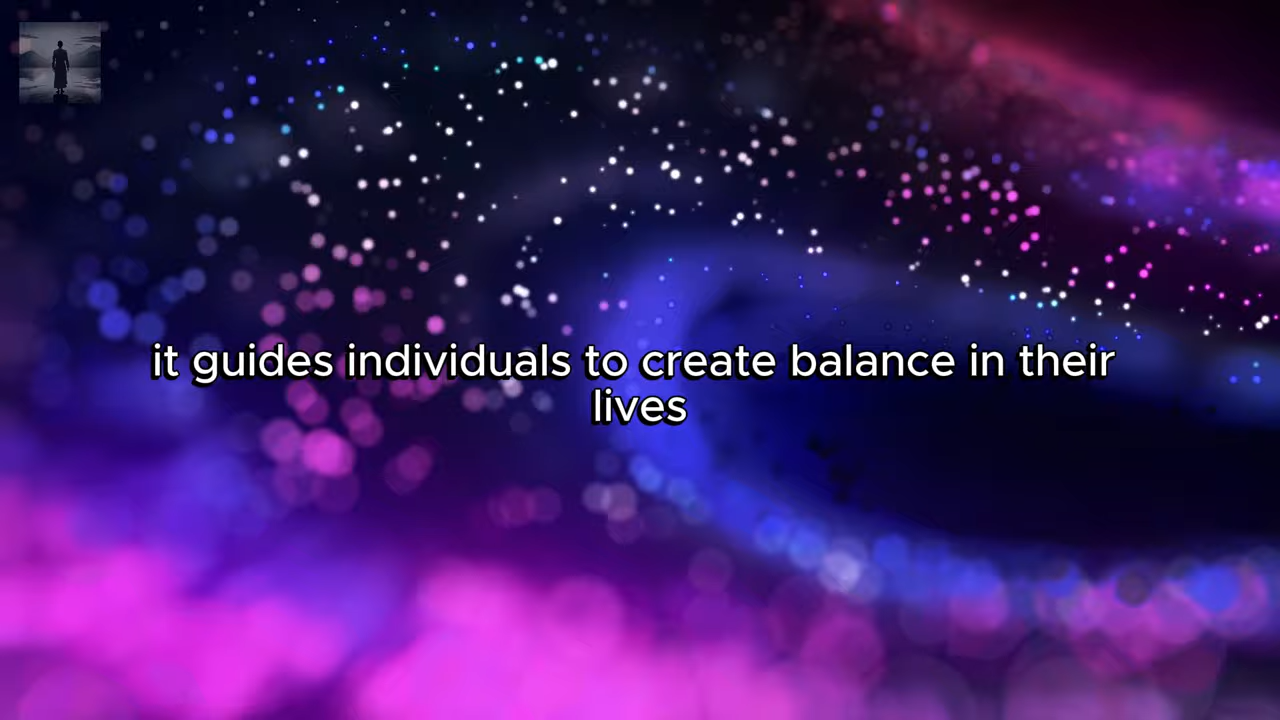 it guides individuals to create balance in their
lives